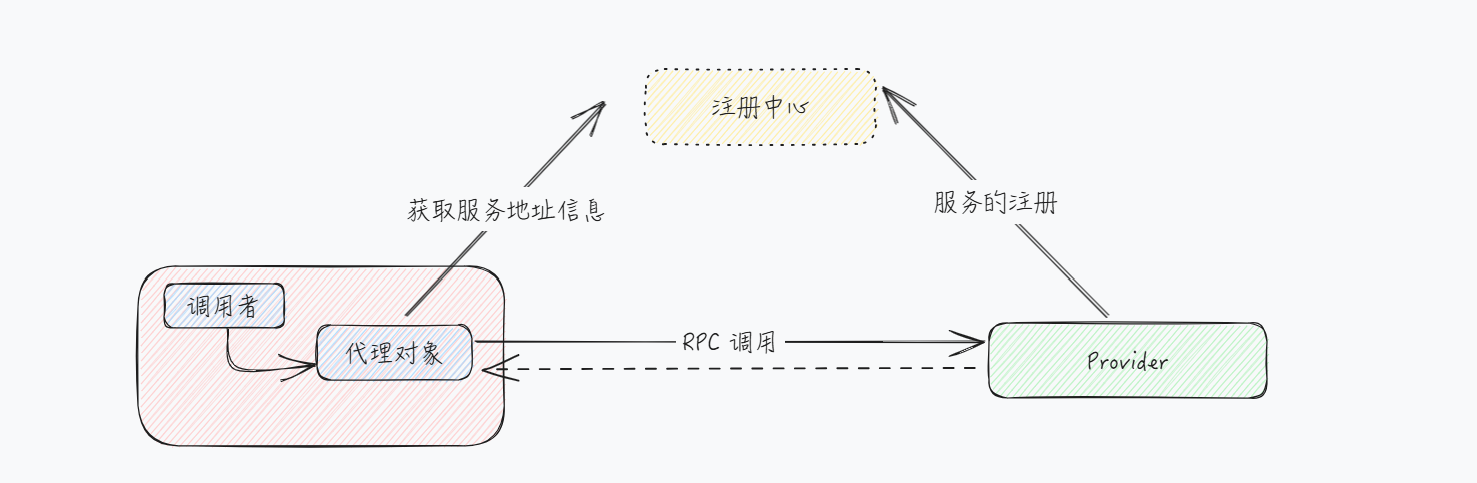 注册中心
获取服务地址信息
服务的注册
调用者
代理对象
RPC 调用
Provider